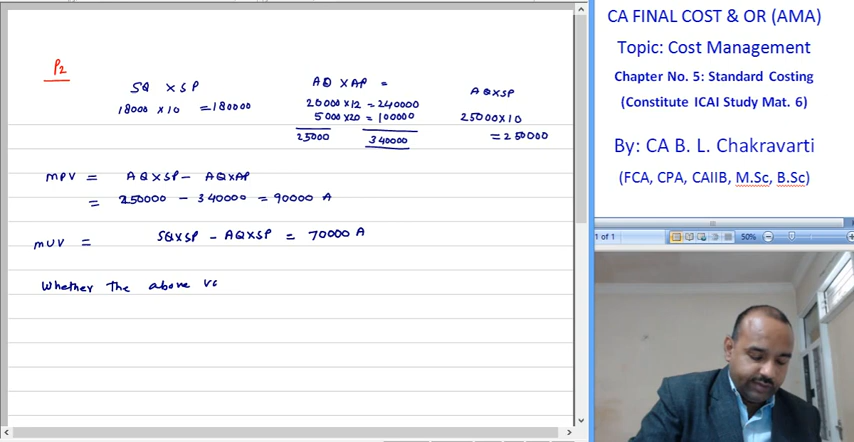 P2
SQ X SP
18000 X 10 = 180000
AQ X AP =
20000 X 12 = 240000
5000 X 20 = 100000
25000 340000
AQ X SP
25000 X 10
= 250000
MPV = AQ X SP - AQ X AP
= 250000 - 340000 = 90000 A
MUV = SQ X SP - AQ X SP = 70000 A
Whether the above va
CA FINAL COST & OR (AMA)
Topic: Cost Management
Chapter No. 5: Standard Costing
(Constitute ICAI Study Mat. 6)
By: CA B. L. Chakravarti
(FCA, CPA, CAIIB, M.Sc, B.Sc)
1 of 1 50%